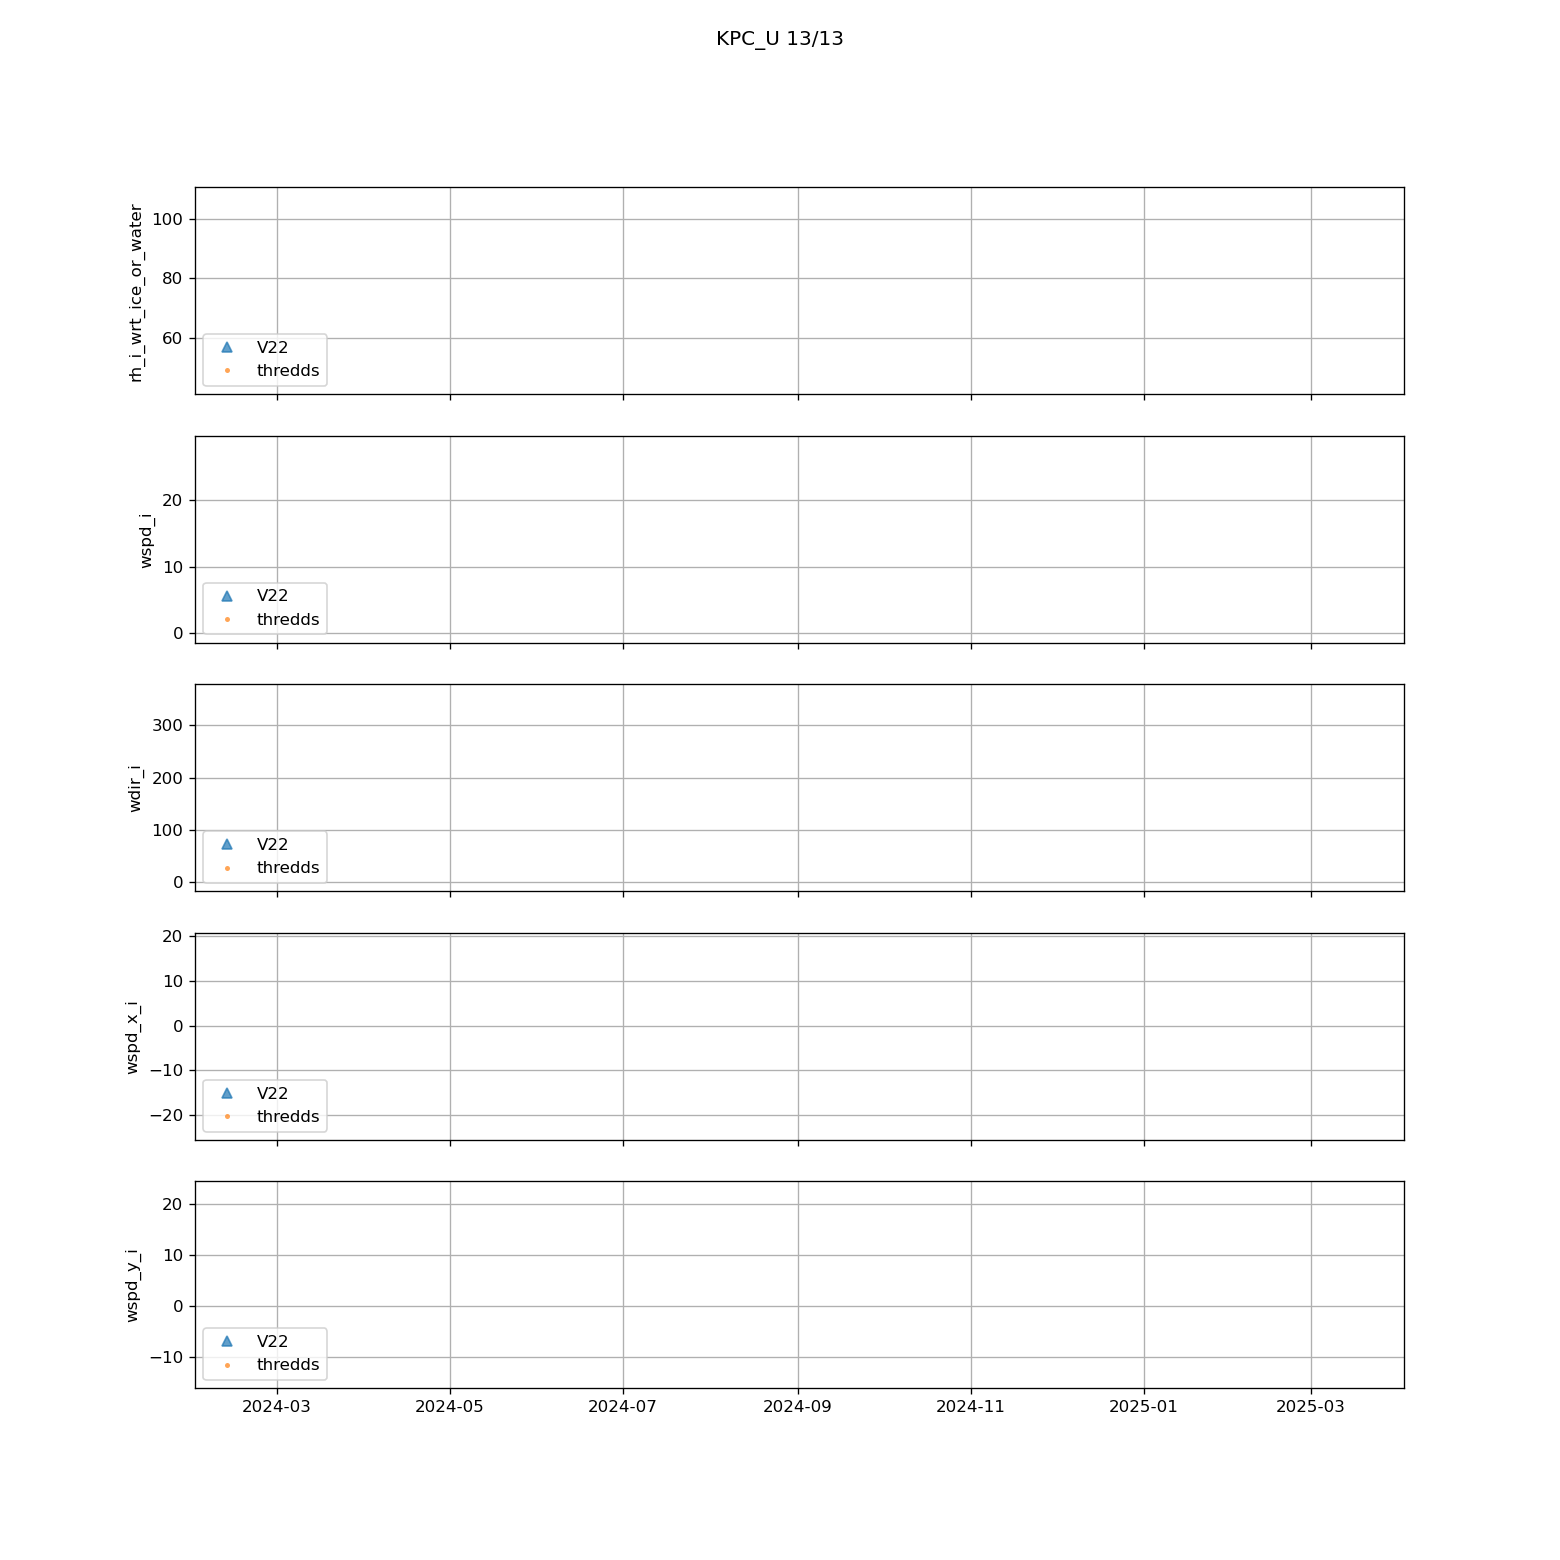 KPC_U 13/13
rh_i_wrt_ice_or_water
100
80
60
V22
thredds
wspd_i
20
10
0
V22
thredds
wdir_i
300
200
100
0
V22
thredds
wspd_x_i
20
10
0
−10
−20
V22
thredds
wspd_y_i
20
10
0
−10
V22
thredds
2024-03 2024-05 2024-07 2024-09 2024-11 2025-01 2025-03